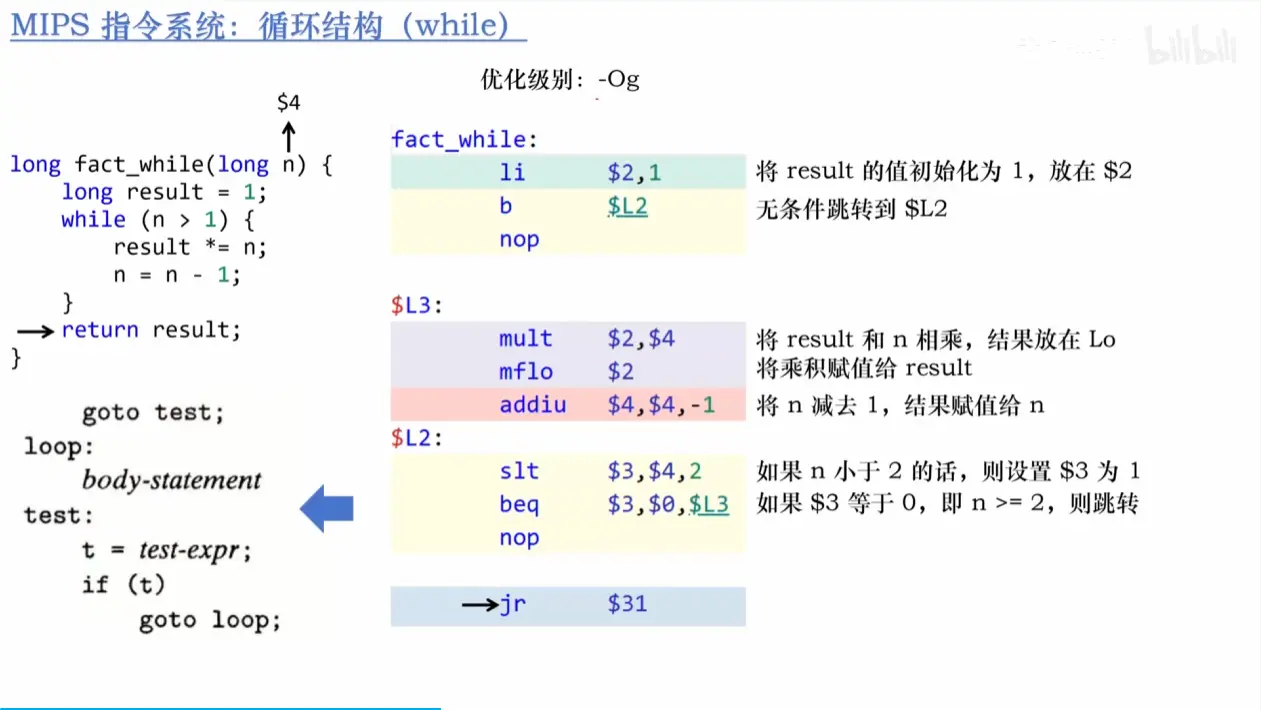 MIPS 指令系统：循环结构（while）
bilibili
优化级别：-Og
$4
long fact_while(long n) {
long result = 1;
while (n > 1) {
result *= n;
n = n - 1;
}
return result;
}
goto test;
loop:
body-statement
test:
t = test-expr;
if (t)
goto loop;
fact_while:
li $2,1 将 result 的值初始化为 1，放在 $2
b $L2 无条件跳转到 $L2
nop
$L3:
mult $2,$4 将 result 和 n 相乘，结果放在 Lo
mflo $2 将乘积赋值给 result
addiu $4,$4,-1 将 n 减去 1，结果赋值给 n
$L2:
slt $3,$4,2 如果 n 小于 2 的话，则设置 $3 为 1
beq $3,$0,$L3 如果 $3 等于 0，即 n >= 2，则跳转
nop
jr $31